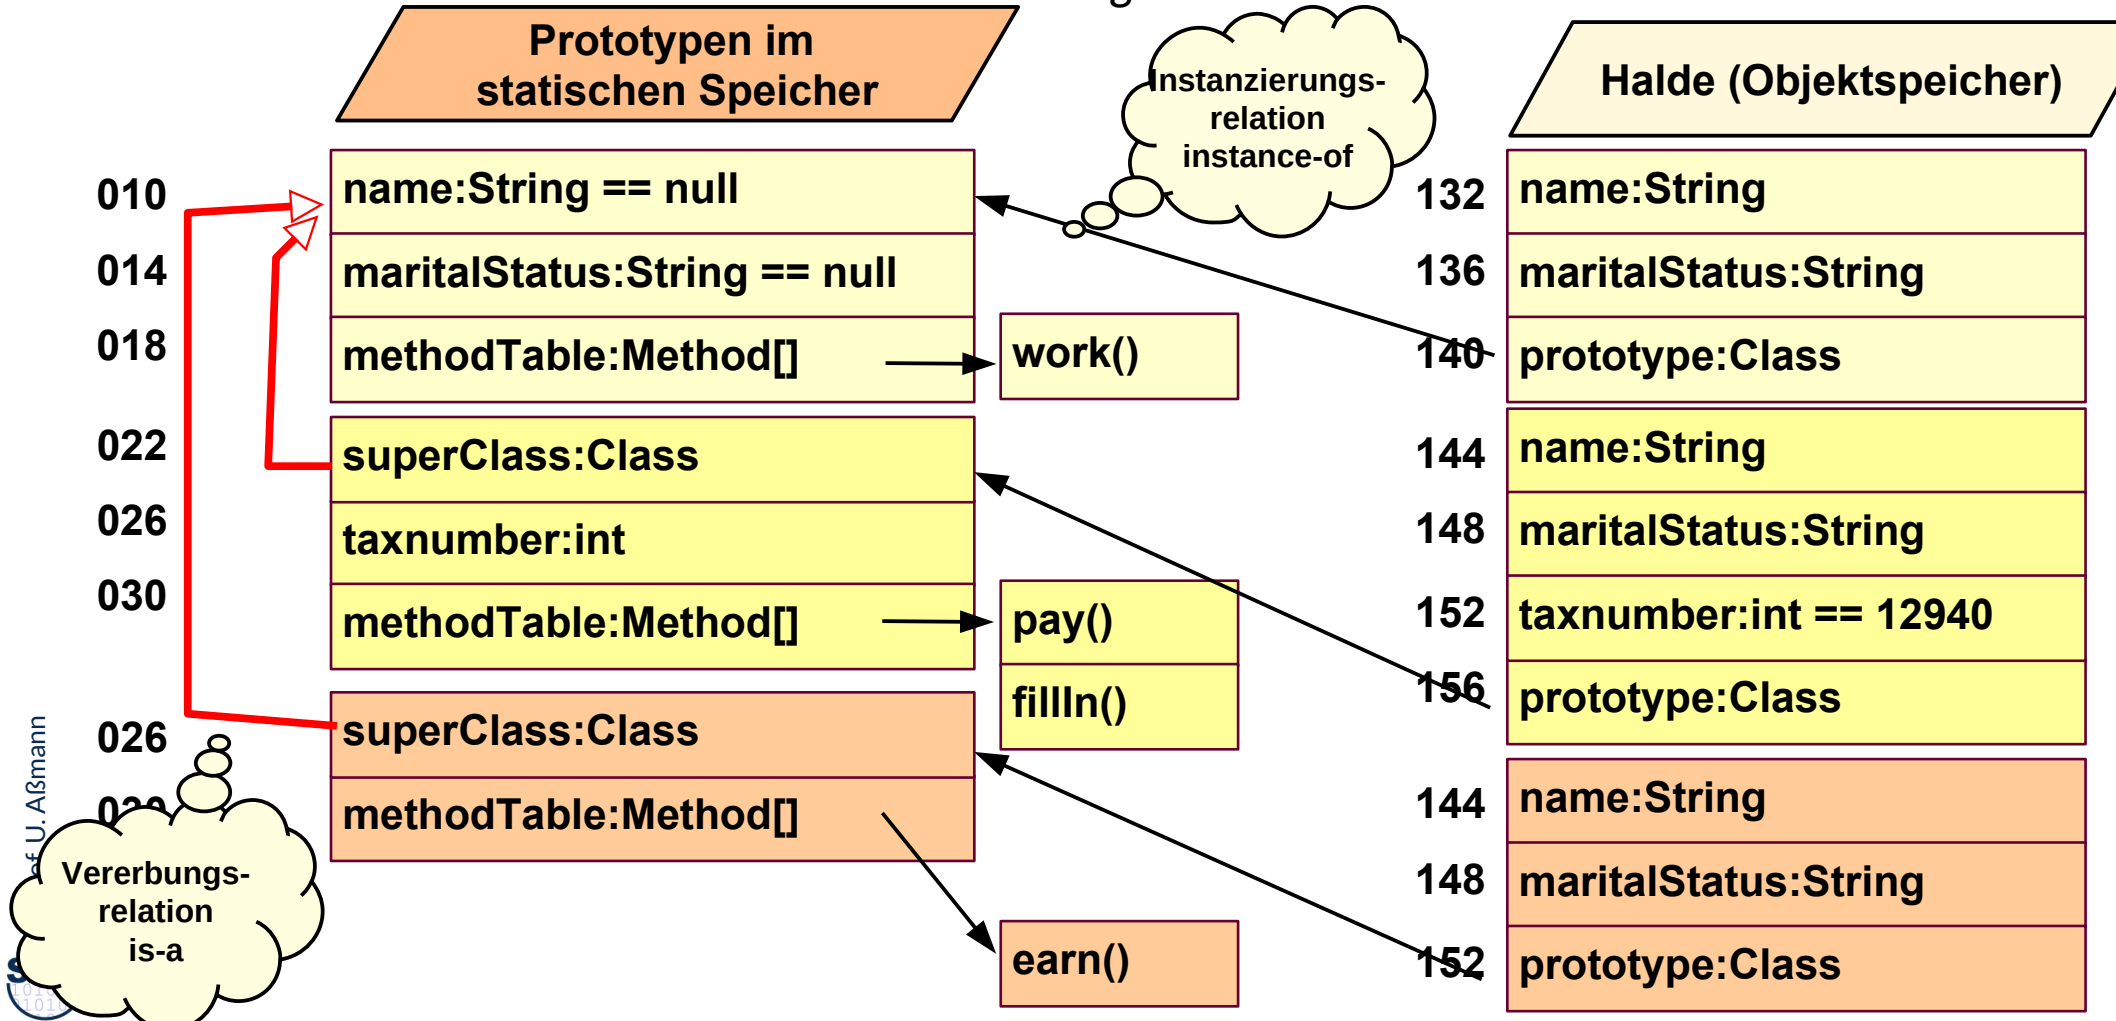 Prototypen im
statischen Speicher
Instanzierungs-
relation
instance-of
Halde (Objektspeicher)
010
name:String == null
014
maritalStatus:String == null
018
methodTable:Method[]
work()
022
superClass:Class
026
taxnumber:int
030
methodTable:Method[]
pay()
fillIn()
026
superClass:Class
methodTable:Method[]
earn()
132
name:String
136
maritalStatus:String
140
prototype:Class
144
name:String
148
maritalStatus:String
152
taxnumber:int == 12940
156
prototype:Class
144
name:String
148
maritalStatus:String
152
prototype:Class
Vererbungs-
relation
is-a
U. Aßmann